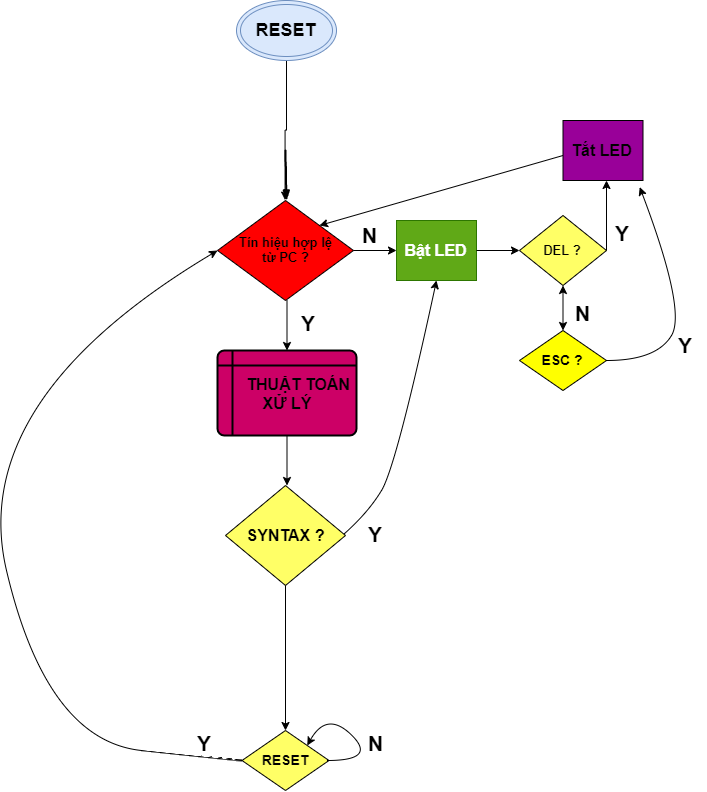 RESET
Tắt LED
Tín hiệu hợp lệ
từ PC ?
N
Bật LED
DEL ?
Y
N
Y
ESC ?
Y
THUẬT TOÁN
XỬ LÝ
SYNTAX ?
Y
Y
RESET
N